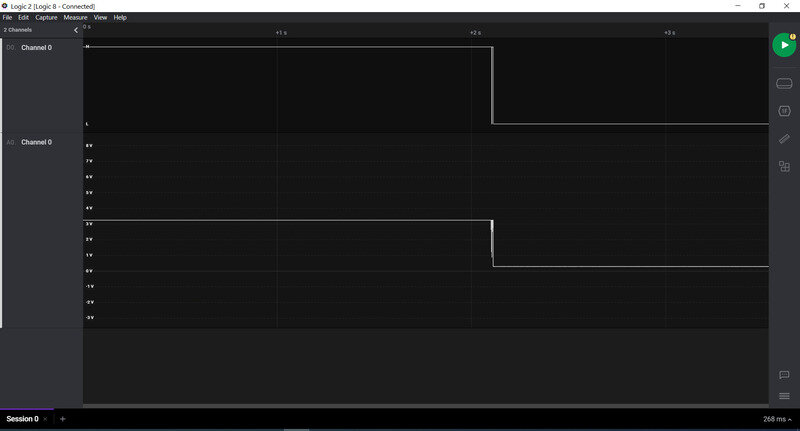 Logic 2 [Logic 8 - Connected]
File Edit Capture Measure View Help
2 Channels
0 s
+1 s
+2 s
+3 s
D0 Channel 0
H
L
A0 Channel 0
8 V
7 V
6 V
5 V
4 V
3 V
2 V
1 V
0 V
-1 V
-2 V
-3 V
Session 0
268 ms